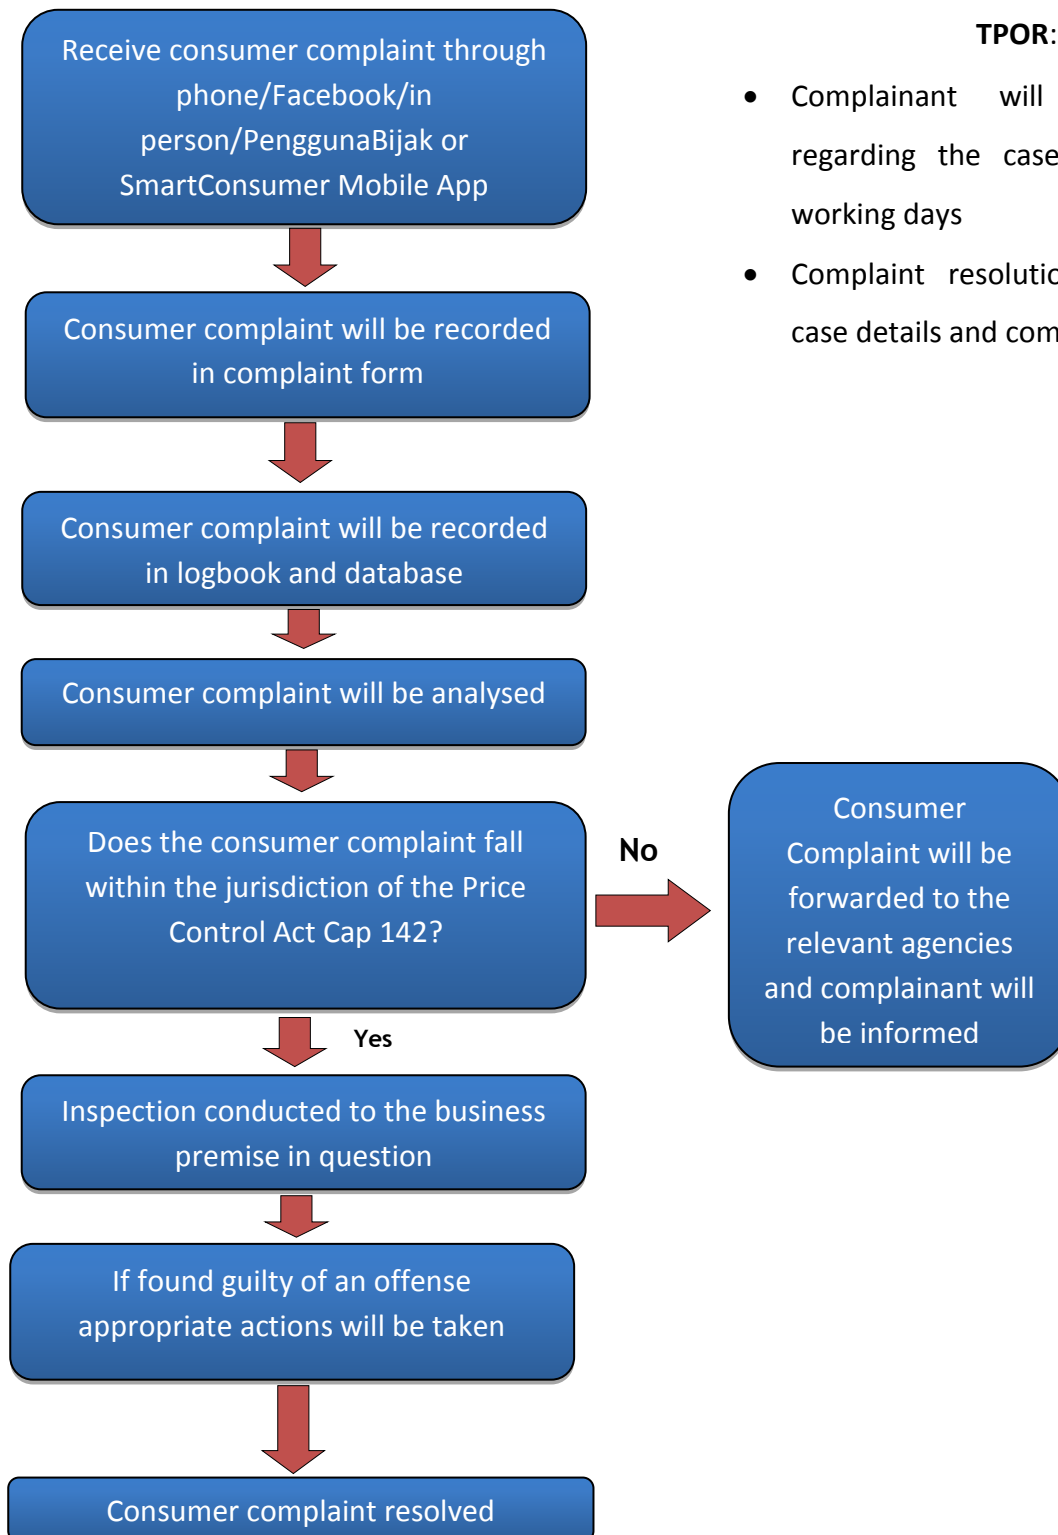 Receive consumer complaint through
phone/Facebook/in
person/PenggunaBijak or
SmartConsumer Mobile App
TPOR:
• Complainant will
regarding the case
working days
• Complaint resolutio
case details and com
Consumer complaint will be recorded
in complaint form
Consumer complaint will be recorded
in logbook and database
Consumer complaint will be analysed
Does the consumer complaint fall
within the jurisdiction of the Price
Control Act Cap 142?
No
Consumer
Complaint will be
forwarded to the
relevant agencies
and complainant will
be informed
Yes
Inspection conducted to the business
premise in question
If found guilty of an offense
appropriate actions will be taken
Consumer complaint resolved